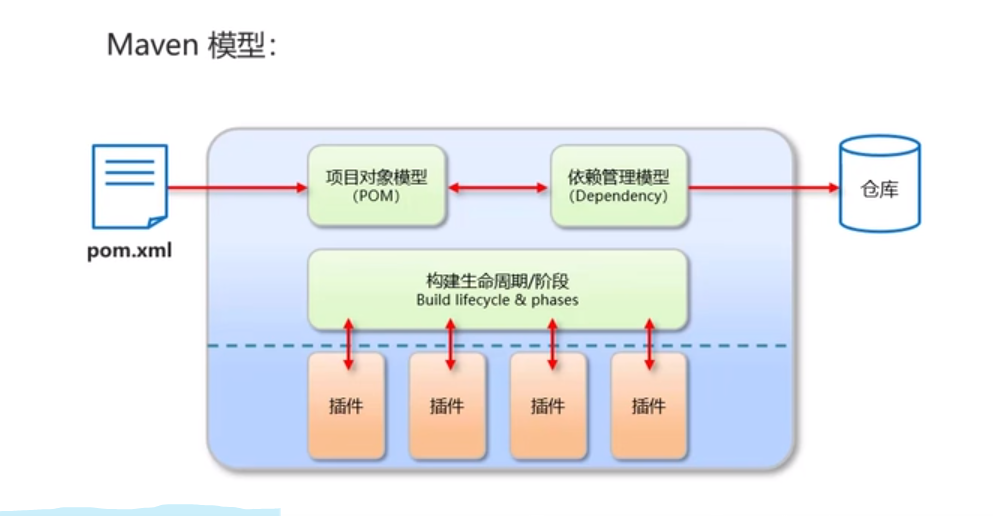 Maven 模型:
项目对象模型
(POM)
依赖管理模型
(Dependency)
仓库
pom.xml
构建生命周期/阶段
Build lifecycle & phases
插件
插件
插件
插件